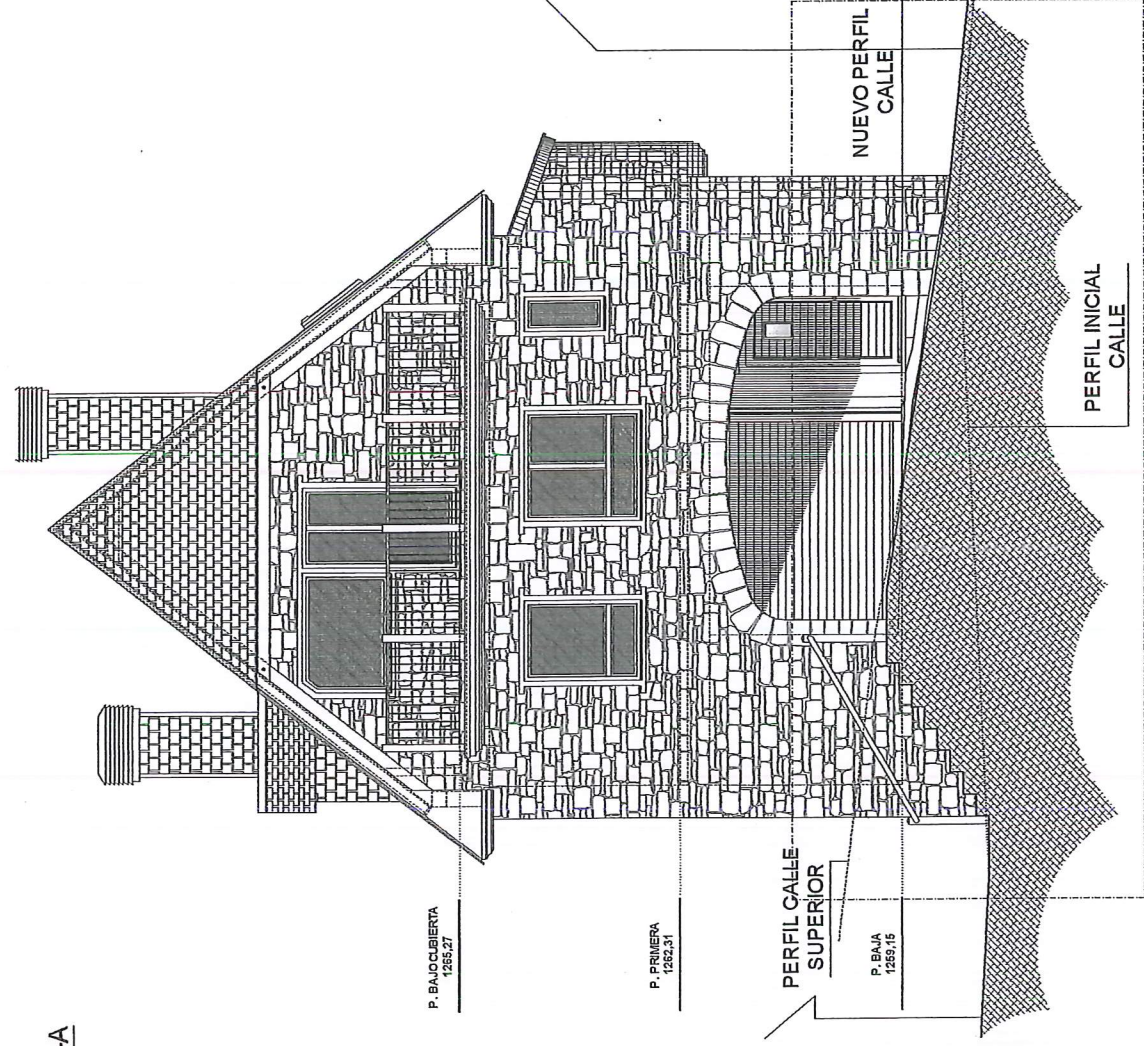 -A
P. BAJOCUBIERTA
1265,27
P. PRIMERA
1262,31
PERFIL CALLE
SUPERIOR
P. BAJA
1259,15
NUEVO PERFIL
CALLE
PERFIL INICIAL
CALLE